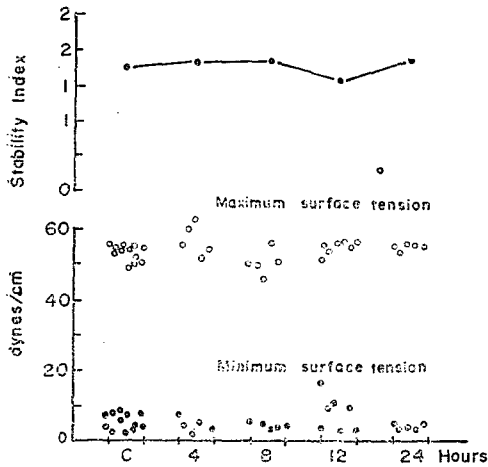 2
2
1
1
0
Stability Index
Maximum surface tension
60
40
20
0
dynes/cm
Minimum surface tension
C 4 8 12 24 Hours